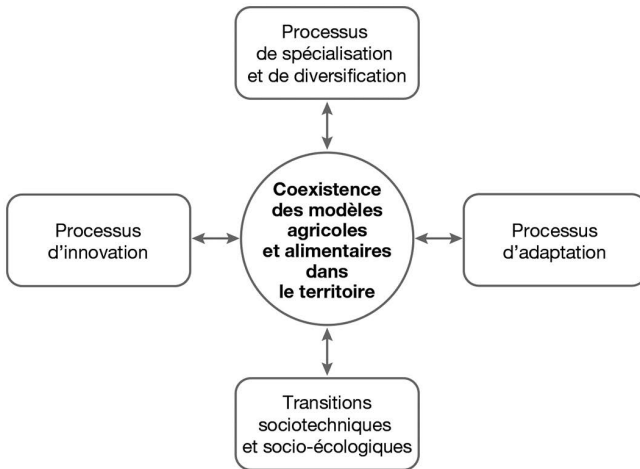 Processus
de spécialisation
et de diversification
Processus
d’innovation
Coexistence
des modèles
agricoles
et alimentaires
dans
le territoire
Processus
d’adaptation
Transitions
sociotechniques
et socio-écologiques